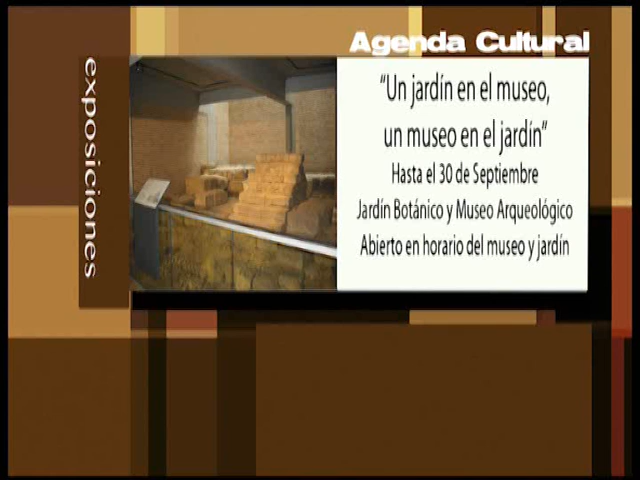 Agenda Cultural
exposiciones
“Un jardín en el museo,
un museo en el jardín”
Hasta el 30 de Septiembre
Jardín Botánico y Museo Arqueológico
Abierto en horario del museo y jardín